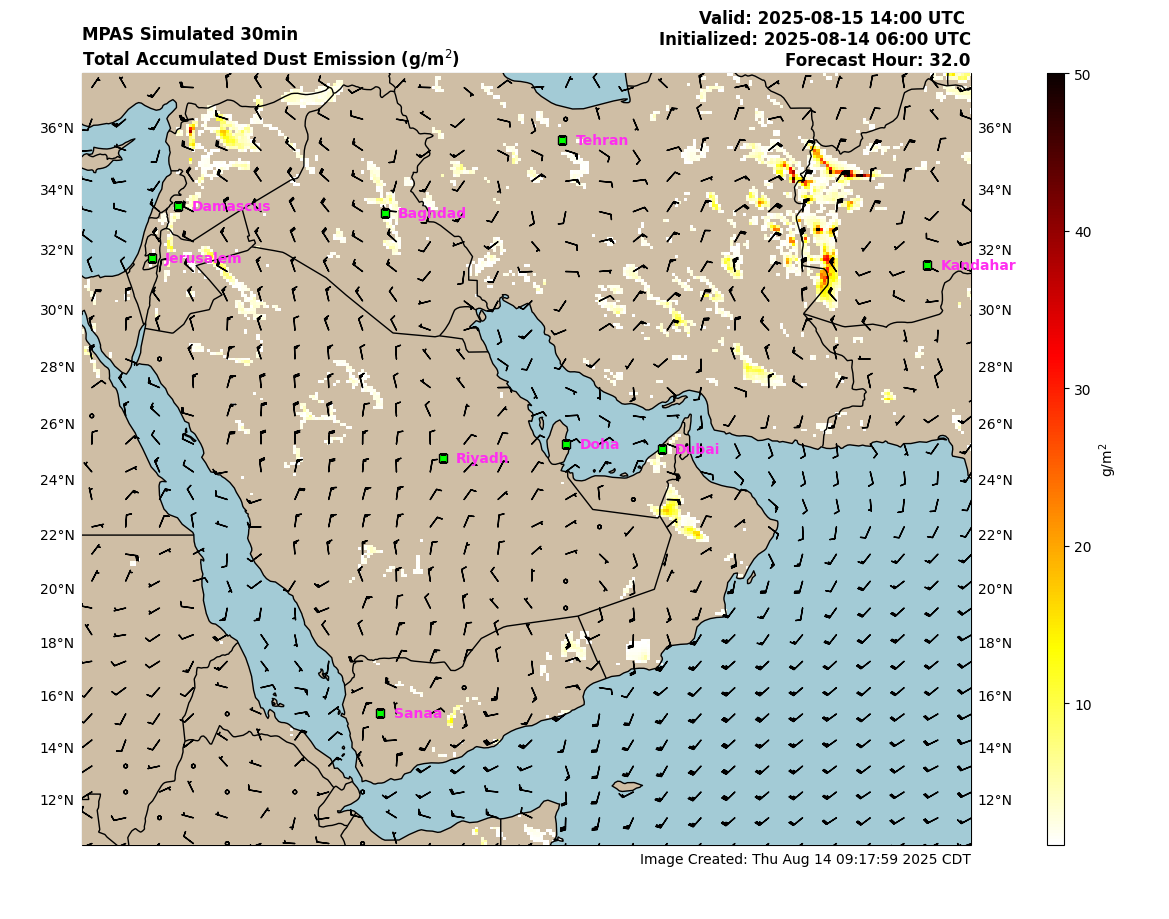 MPAS Simulated 30min
Total Accumulated Dust Emission (g/m²)
Valid: 2025-08-15 14:00 UTC
Initialized: 2025-08-14 06:00 UTC
Forecast Hour: 32.0
36°N
34°N
32°N
30°N
28°N
26°N
24°N
22°N
20°N
18°N
16°N
14°N
12°N
Tehran
Damascus
Baghdad
Jerusalem
Kandahar
Doha
Dubai
Riyadh
Sanaa
36°N
34°N
32°N
30°N
28°N
26°N
24°N
22°N
20°N
18°N
16°N
14°N
12°N
50
40
30
20
10
g/m²
Image Created: Thu Aug 14 09:17:59 2025 CDT